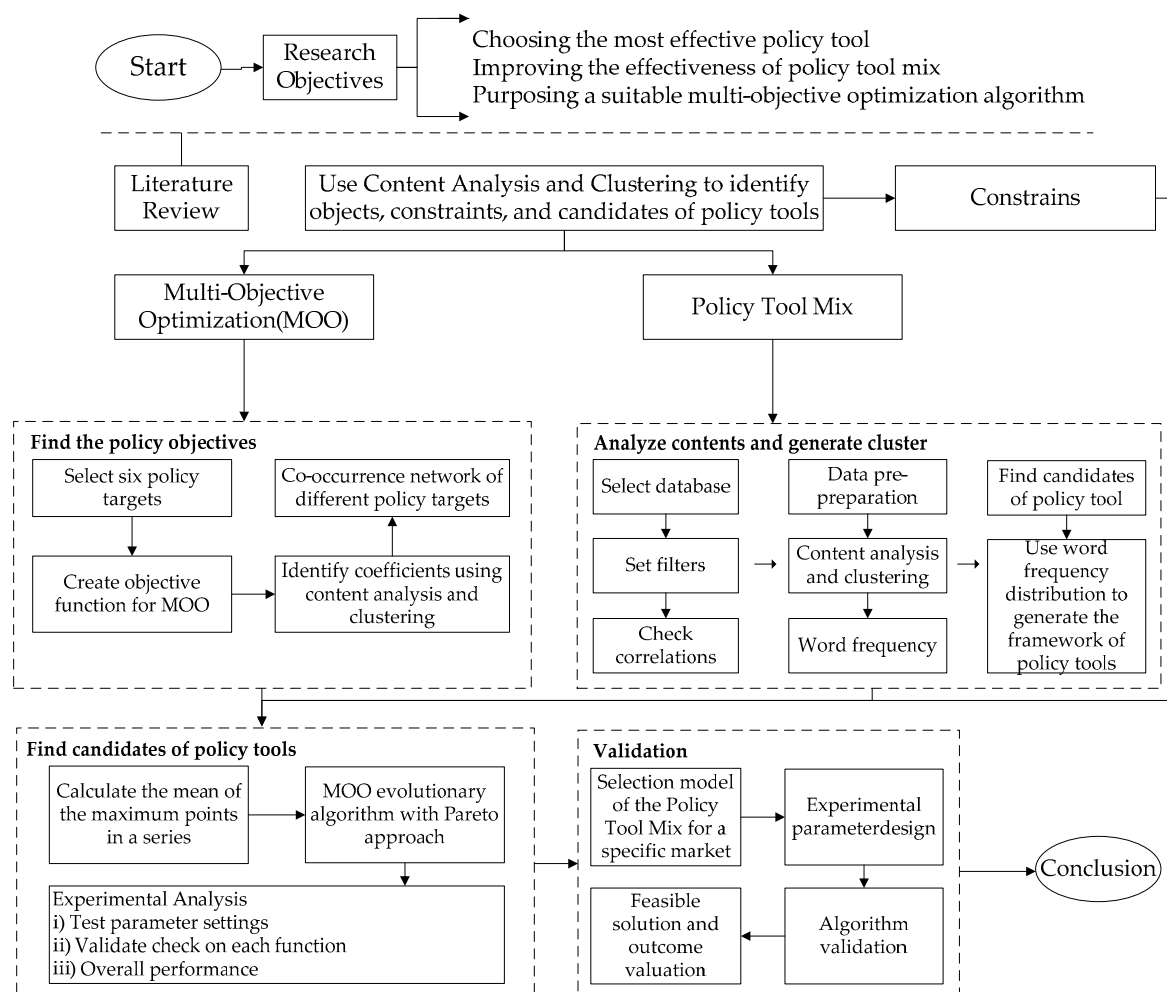 Start
Research
Objectives
Choosing the most effective policy tool
Improving the effectiveness of policy tool mix
Purposing a suitable multi-objective optimization algorithm
Literature
Review
Use Content Analysis and Clustering to identify
objects, constraints, and candidates of policy tools
Constrains
Multi-Objective
Optimization(MOO)
Policy Tool Mix
Find the policy objectives
Select six policy
targets
Co-occurrence network of
different policy targets
Create objective
function for MOO
Identify coefficients using
content analysis and
clustering
Analyze contents and generate cluster
Select database
Data pre-
preparation
Find candidates
of policy tool
Set filters
Content analysis
and clustering
Use word
frequency
distribution to
generate the
framework of
policy tools
Check
correlations
Word frequency
Find candidates of policy tools
Calculate the mean of
the maximum points
in a series
MOO evolutionary
algorithm with Pareto
approach
Experimental Analysis
i) Test parameter settings
ii) Validate check on each function
iii) Overall performance
Validation
Selection model
of the Policy
Tool Mix for a
specific market
Experimental
parameterdesign
Feasible
solution and
outcome
valuation
Algorithm
validation
Conclusion